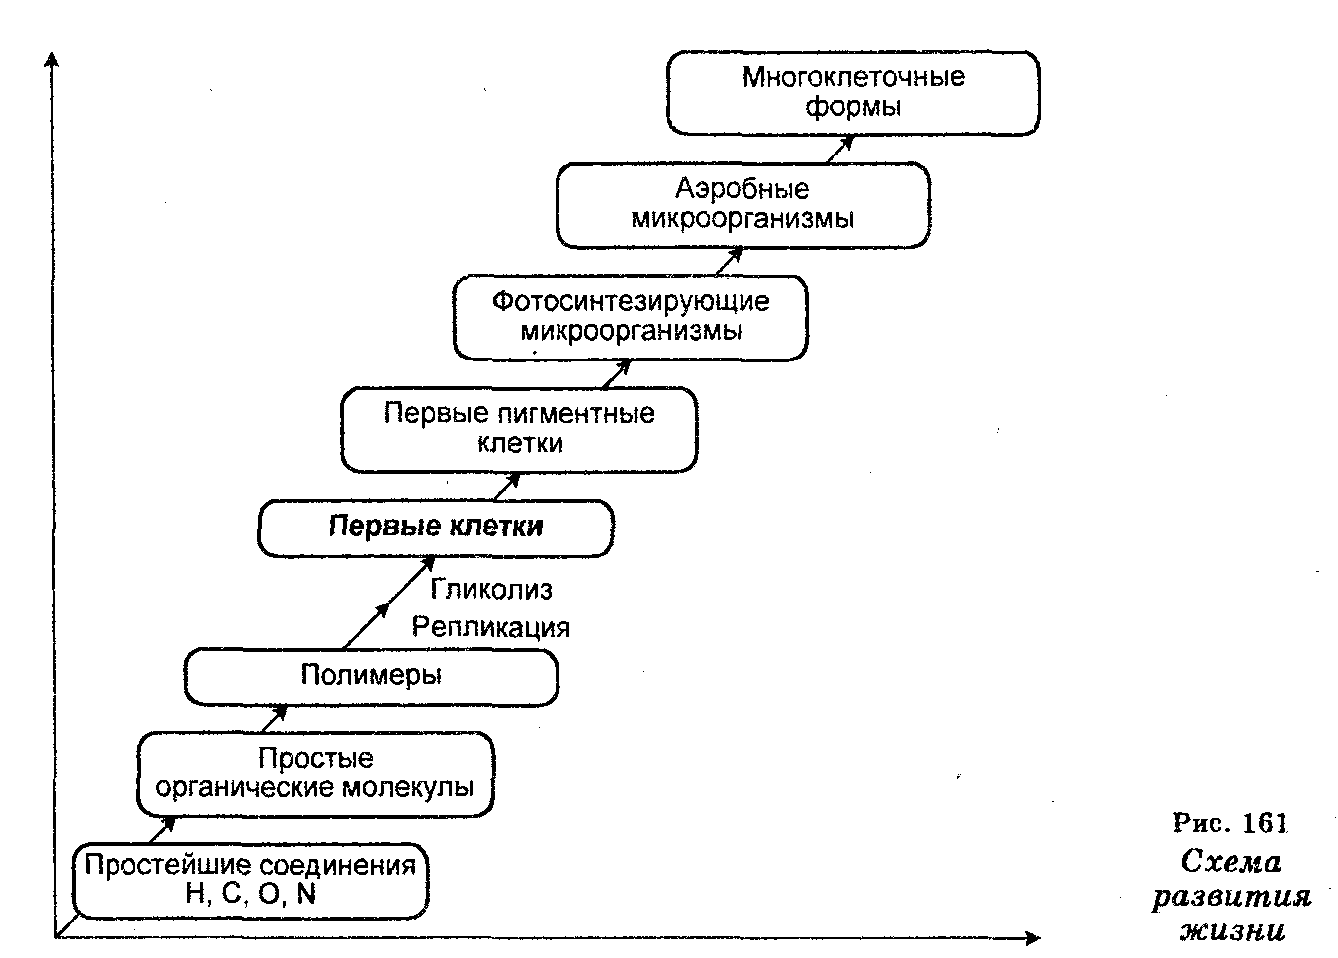 Многоклеточные
формы
Аэробные
микроорганизмы
Фотосинтезирующие
микроорганизмы
Первые пигментные
клетки
Первые клетки
Гликолиз
Репликация
Полимеры
Простые
органические молекулы
Простейшие соединения
H, C, O, N
Рис. 161
Схема
развития
жизни